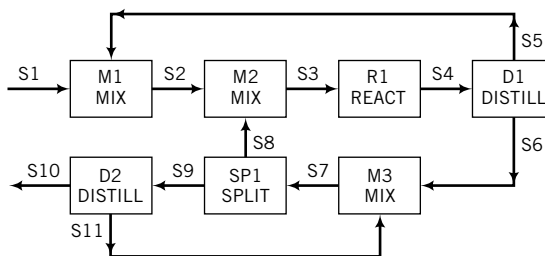 S5
S1
M1
MIX
S2
M2
MIX
S3
R1
REACT
S4
D1
DISTILL
S8
S6
S10
D2
DISTILL
S9
SP1
SPLIT
S7
M3
MIX
S11